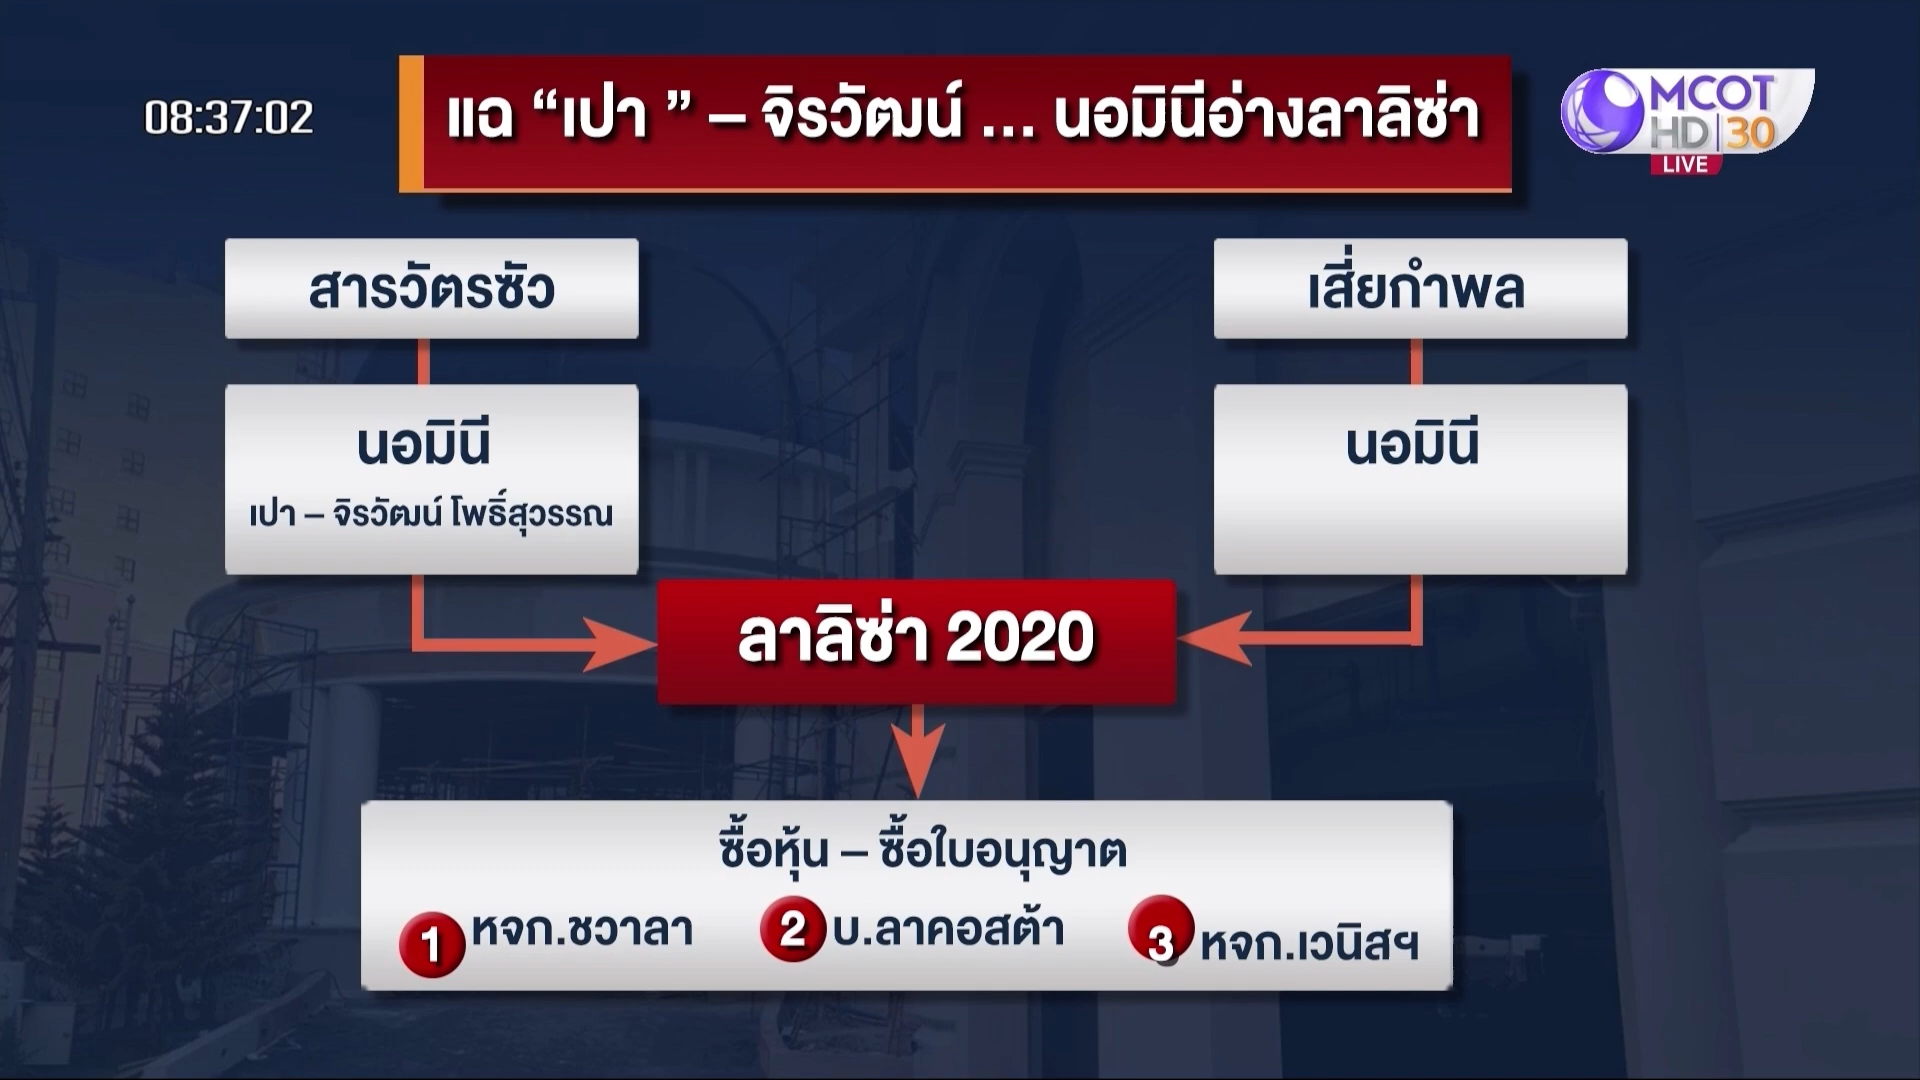 08:37:02
แฉ “เปา ” – จิรวัฒน์ ... นอมินีอ่างลาลิซ่า
MCOT
HD 30
LIVE
สารวัตรซัว
เสี่ยกำพล
นอมินี
เปา – จิรวัฒน์ โพธิ์สุวรรณ
นอมินี
ลาลิซ่า 2020
ซื้อหุ้น – ซื้อใบอนุญาต
1 หจก.ชวาลา
2 บ.ลาคอสต้า
3 หจก.เวนิสฯ